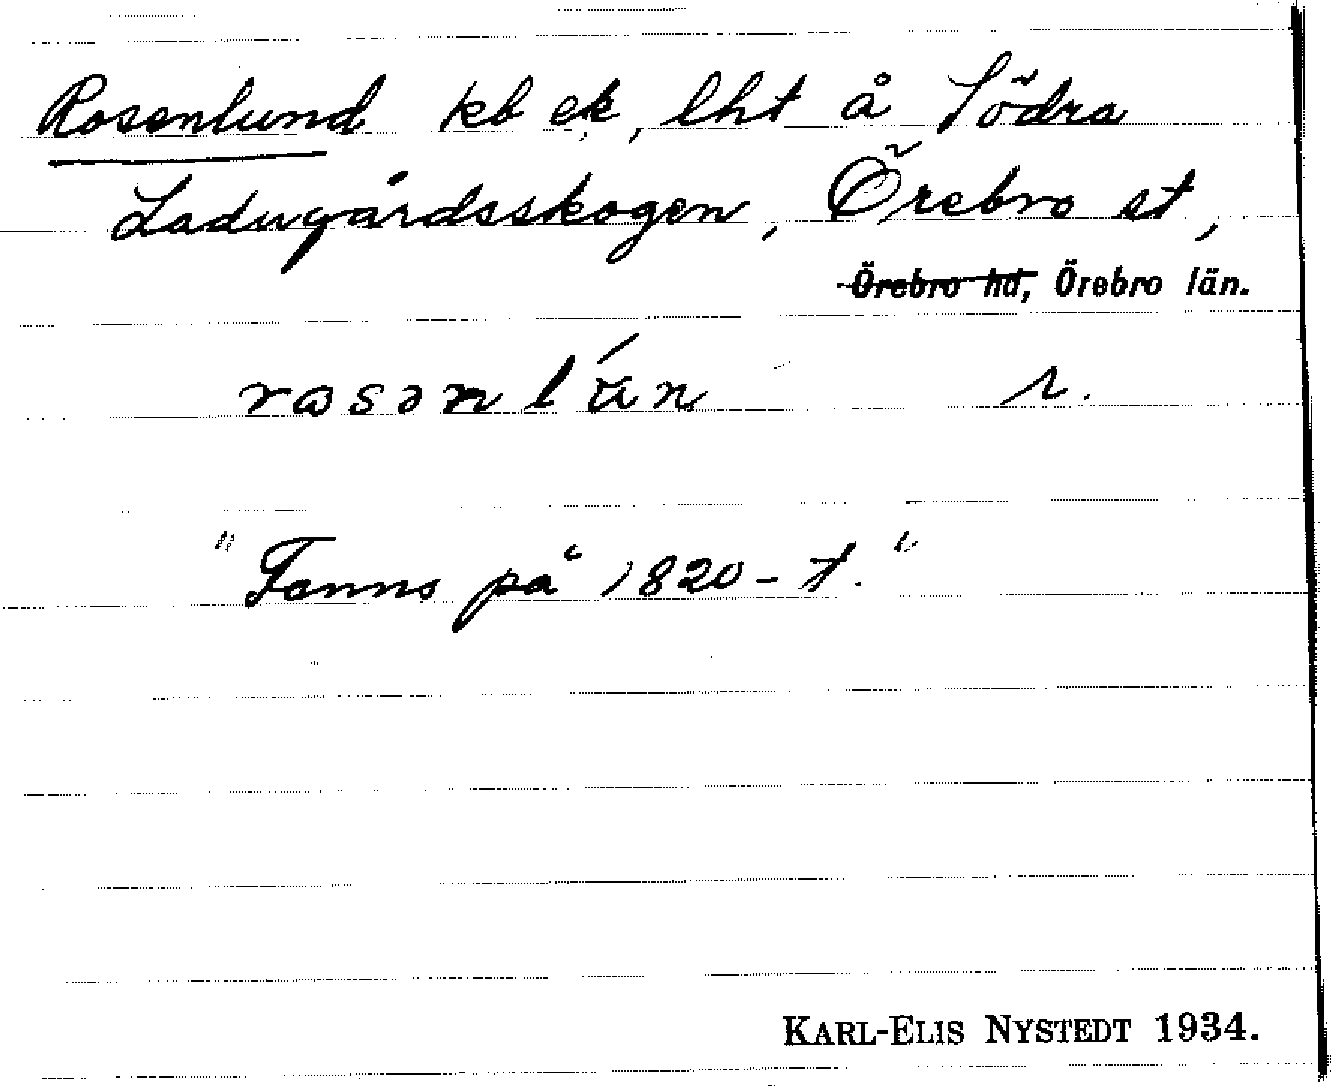 Rosenlund kb ek, lht å Södra
Ladugårdsskogen, Örebro st,
Örebro hd, Örebro län.
rosənlún r.
"Fanns på 1820-t."
KARL-ELIS NYSTEDT 1934.